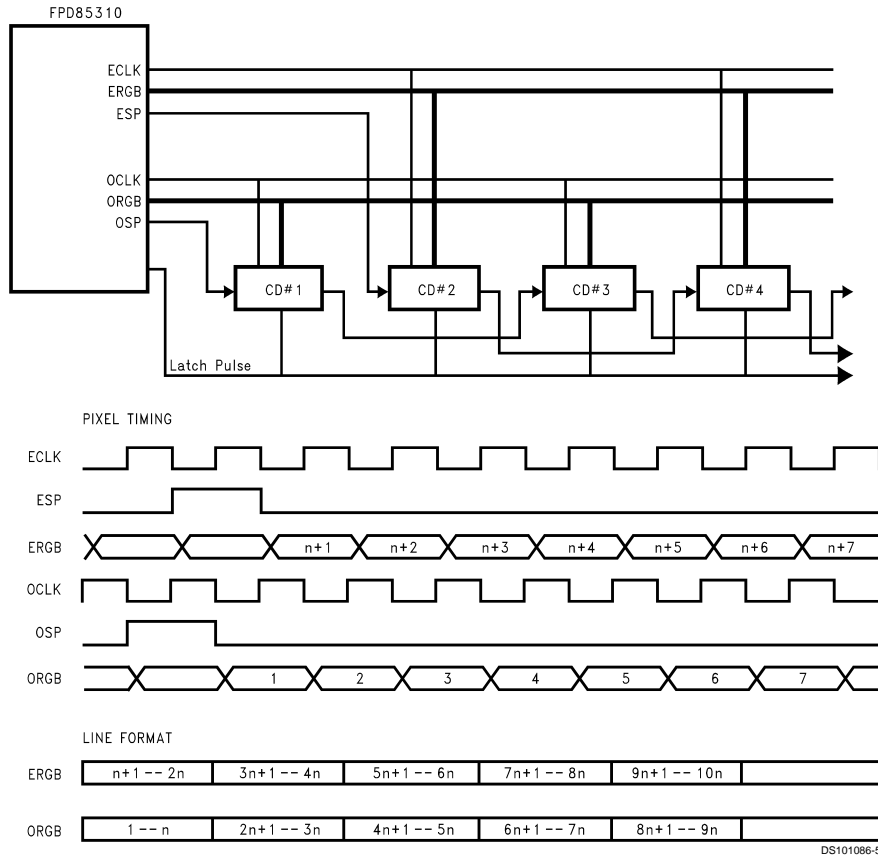 FPD85310
ECLK
ERGB
ESP
OCLK
ORGB
OSP
CD#1
CD#2
CD#3
CD#4
Latch Pulse
PIXEL TIMING
ECLK
ESP
ERGB n+1 n+2 n+3 n+4 n+5 n+6 n+7
OCLK
OSP
ORGB 1 2 3 4 5 6 7
LINE FORMAT
ERGB n+1 -- 2n 3n+1 -- 4n 5n+1 -- 6n 7n+1 -- 8n 9n+1 -- 10n
ORGB 1 -- n 2n+1 -- 3n 4n+1 -- 5n 6n+1 -- 7n 8n+1 -- 9n
DS101086-5